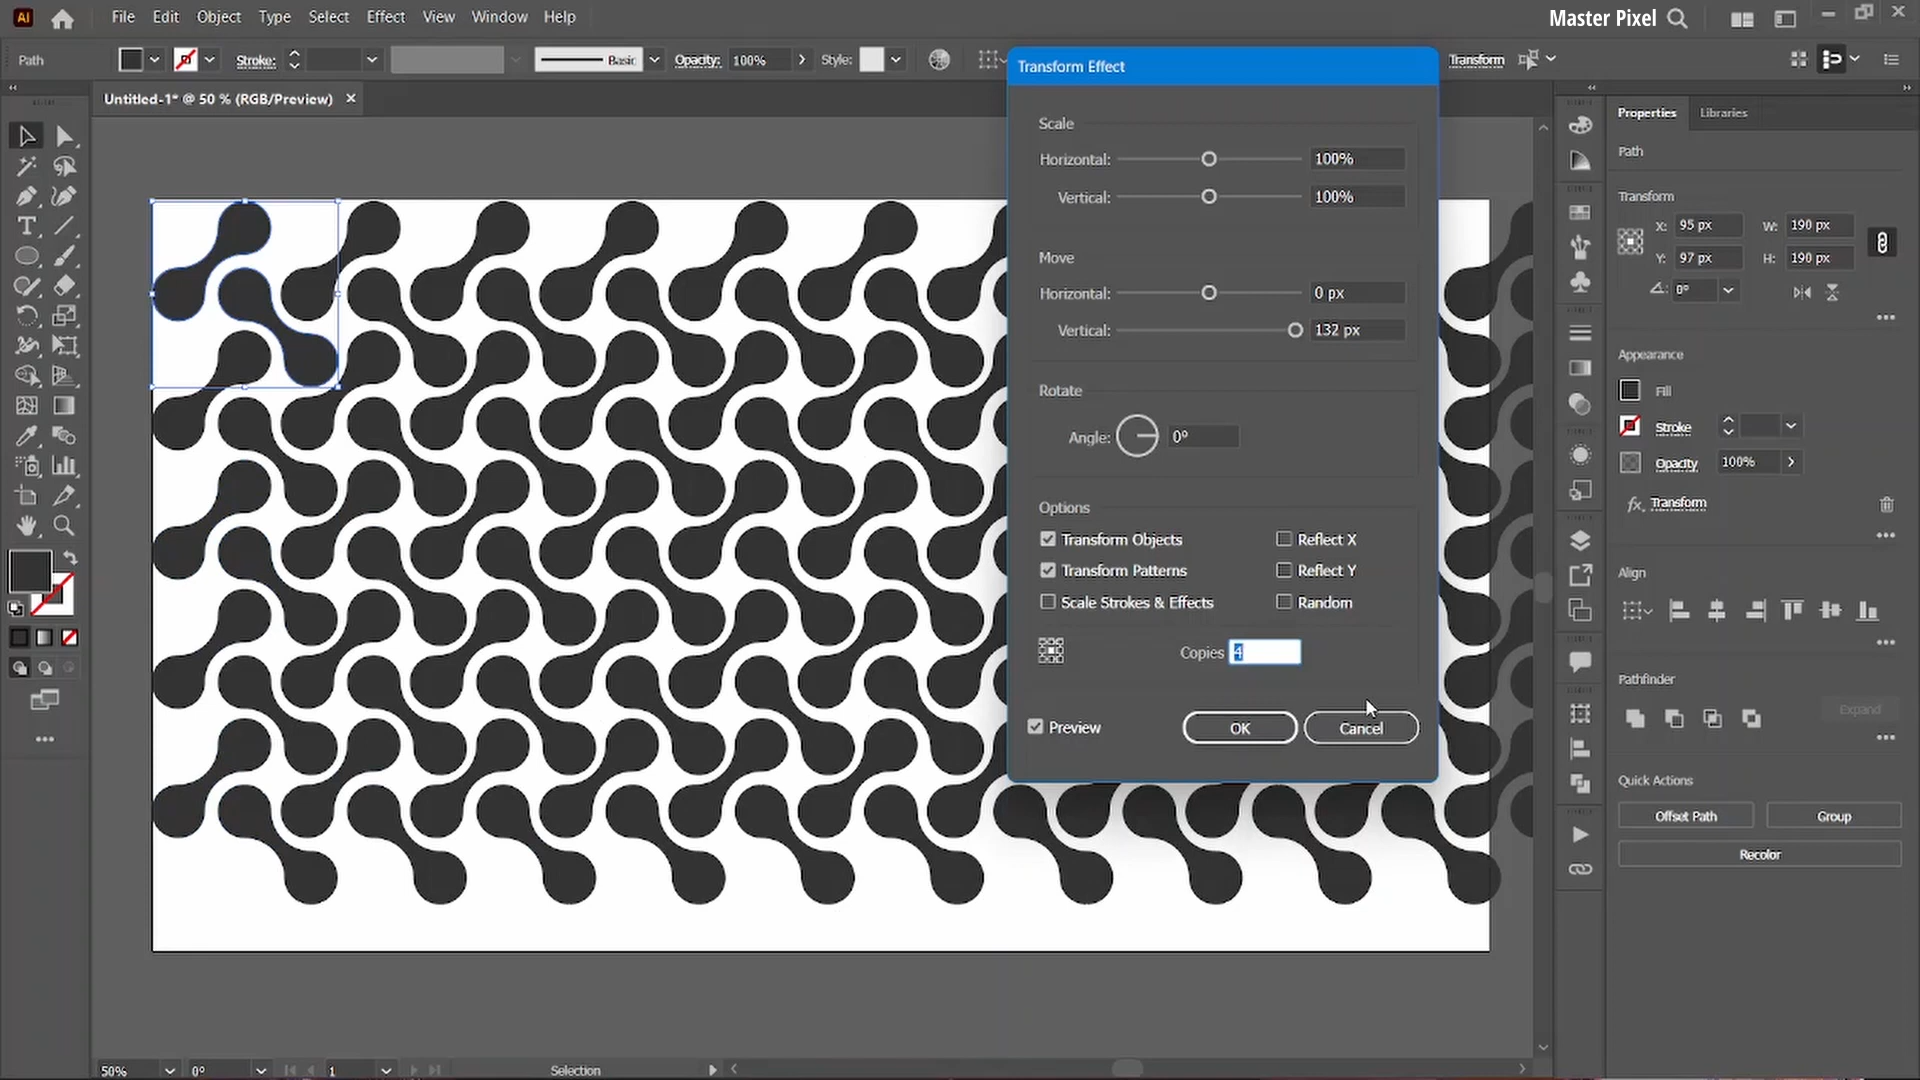 Ai
File Edit Object Type Select Effect View Window Help
Master Pixel
Path
Stroke:
Basic
Opacity:
100%
Style:
Transform
Untitled-1* @ 50 % (RGB/Preview)
Transform Effect
Scale
Horizontal:
100%
Vertical:
100%
Move
Horizontal:
0 px
Vertical:
132 px
Rotate
Angle:
0°
Options
Transform Objects
Reflect X
Transform Patterns
Reflect Y
Scale Strokes & Effects
Random
Copies
4
Preview
OK
Cancel
Properties
Libraries
Path
Transform
X:
95 px
W:
190 px
Y:
97 px
H:
190 px
0°
Appearance
Fill
Stroke
Opacity
100%
fx Transform
Align
Pathfinder
Expand
Quick Actions
Offset Path
Group
Recolor
50%
0°
1
Selection